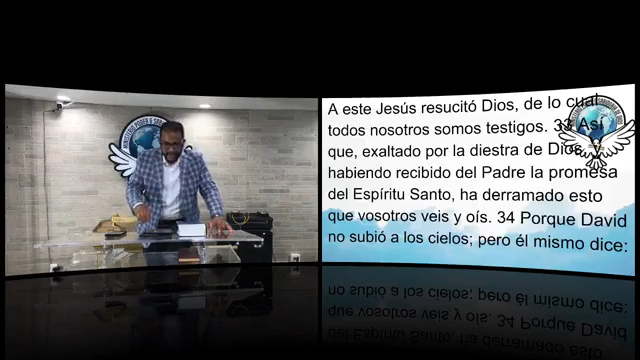 A este Jesús resucitó Dios, de lo cual
todos nosotros somos testigos. 33 Así
que, exaltado por la diestra de Dios, y
habiendo recibido del Padre la promesa
del Espíritu Santo, ha derramado esto
que vosotros veis y oís. 34 Porque David
no subió a los cielos; pero él mismo dice: